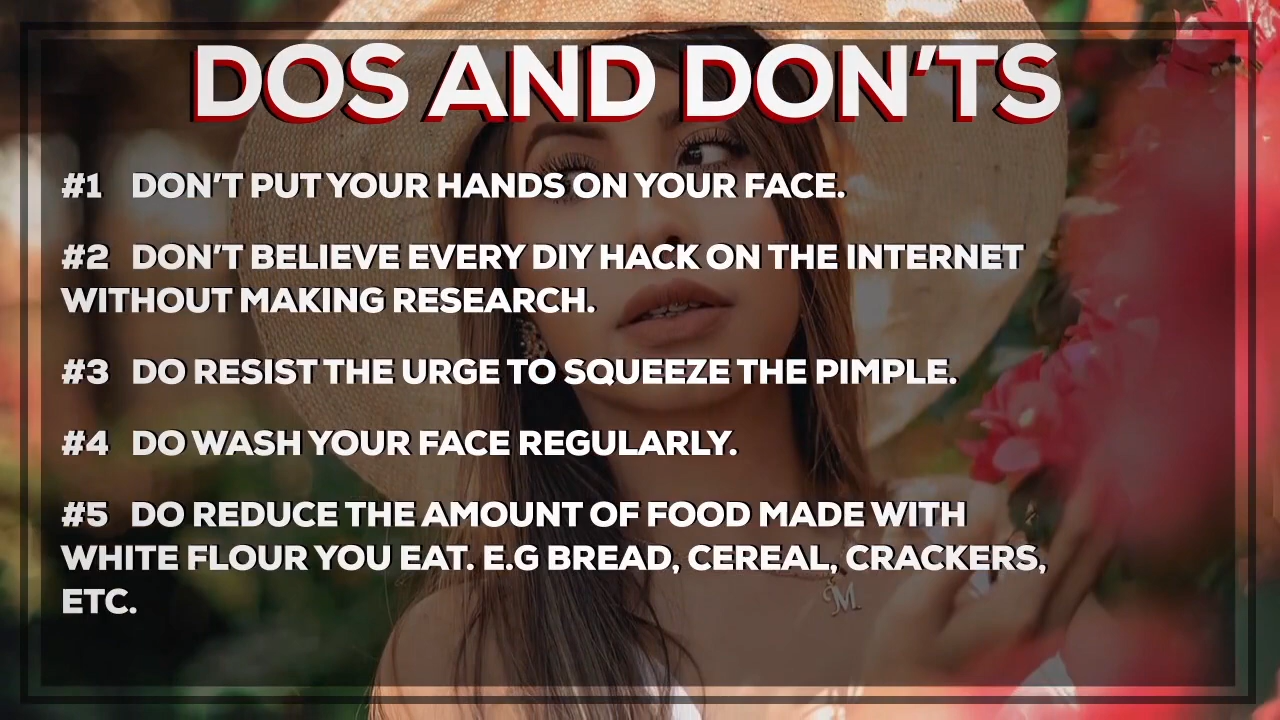 DOS AND DON'TS
#1 DON'T PUT YOUR HANDS ON YOUR FACE.
#2 DON'T BELIEVE EVERY DIY HACK ON THE INTERNET
WITHOUT MAKING RESEARCH.
#3 DO RESIST THE URGE TO SQUEEZE THE PIMPLE.
#4 DO WASH YOUR FACE REGULARLY.
#5 DO REDUCE THE AMOUNT OF FOOD MADE WITH
WHITE FLOUR YOU EAT. E.G BREAD, CEREAL, CRACKERS,
ETC.
M